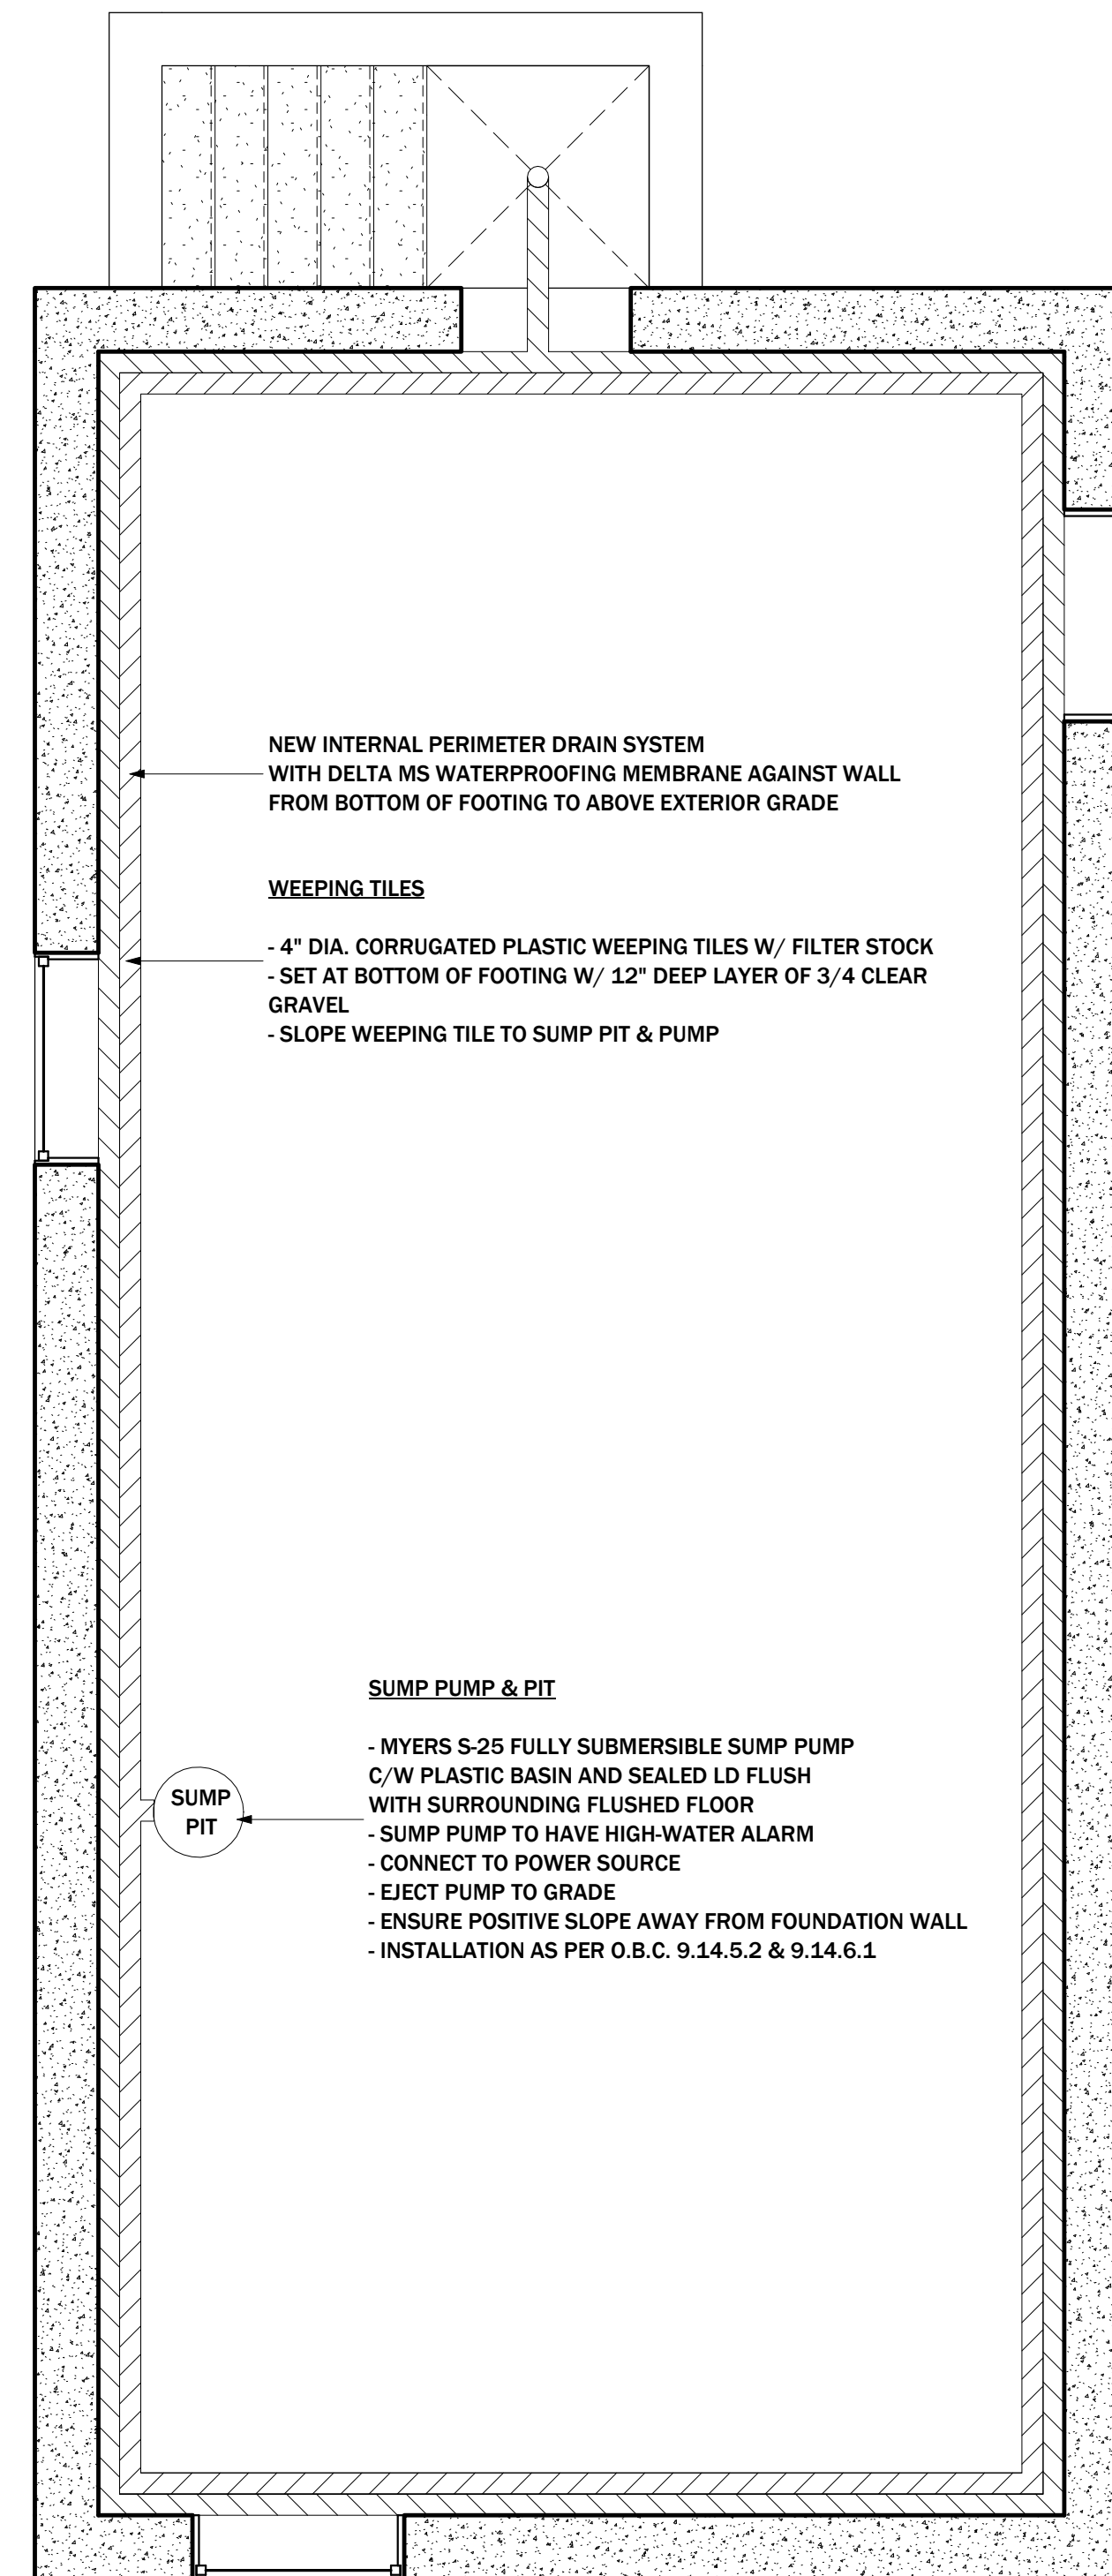 NEW INTERNAL PERIMETER DRAIN SYSTEM
WITH DELTA MS WATERPROOFING MEMBRANE AGAINST WALL
FROM BOTTOM OF FOOTING TO ABOVE EXTERIOR GRADE
WEEPING TILES
- 4" DIA. CORRUGATED PLASTIC WEEPING TILES W/ FILTER STOCK
- SET AT BOTTOM OF FOOTING W/ 12" DEEP LAYER OF 3/4 CLEAR
GRAVEL
- SLOPE WEEPING TILE TO SUMP PIT & PUMP
SUMP PUMP & PIT
- MYERS S-25 FULLY SUBMERSIBLE SUMP PUMP
C/W PLASTIC BASIN AND SEALED LD FLUSH
WITH SURROUNDING FLUSHED FLOOR
- SUMP PUMP TO HAVE HIGH-WATER ALARM
- CONNECT TO POWER SOURCE
- EJECT PUMP TO GRADE
- ENSURE POSITIVE SLOPE AWAY FROM FOUNDATION WALL
- INSTALLATION AS PER O.B.C. 9.14.5.2 & 9.14.6.1
SUMP
PIT